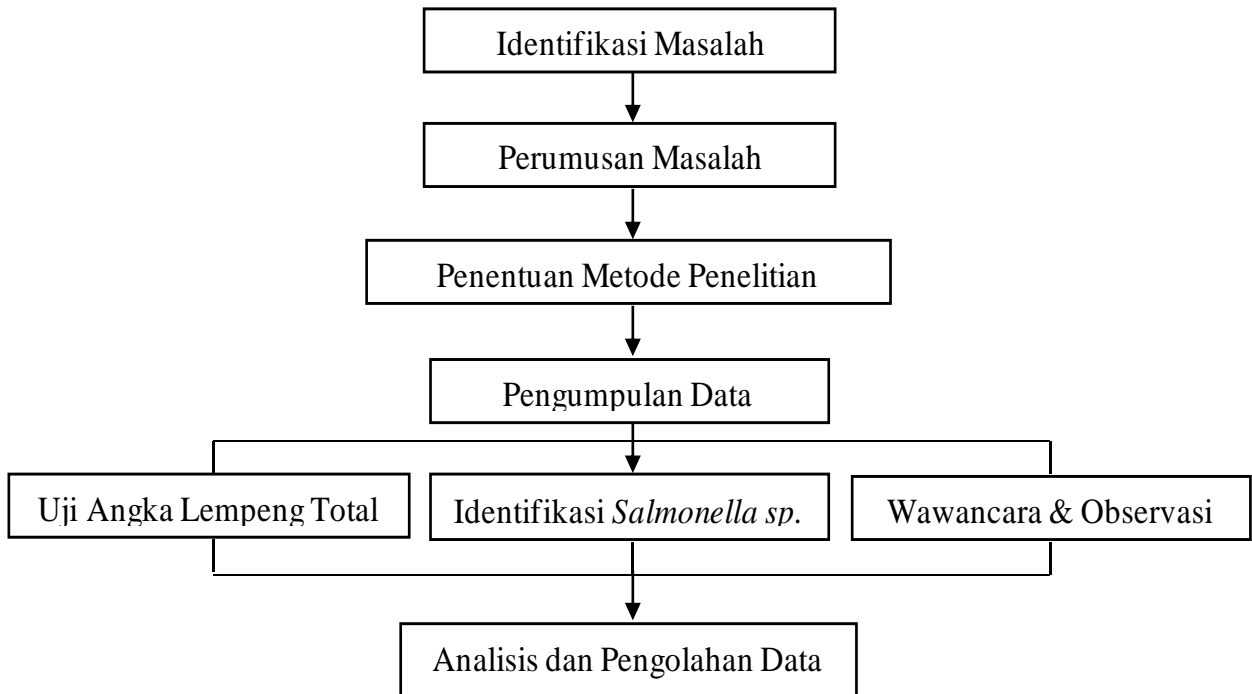 Identifikasi Masalah
Perumusan Masalah
Penentuan Metode Penelitian
Pengumpulan Data
Uji Angka Lempeng Total
Identifikasi Salmonella sp.
Wawancara & Observasi
Analisis dan Pengolahan Data